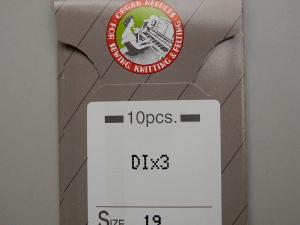 ORGAN NEEDLES
FOR SEWING, KNITTING & FELTING
10pcs.
DIx3
SIZE 19